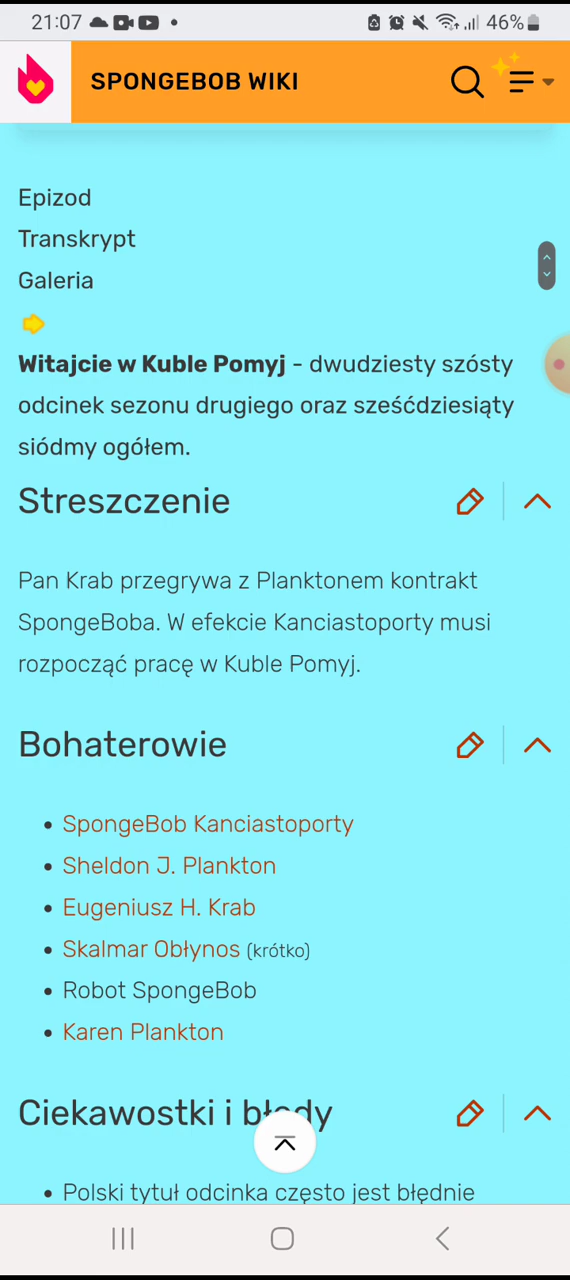 21:07
46%
SPONGEBOB WIKI
Epizod
Transkrypt
Galeria
Witajcie w Kuble Pomyj - dwudziesty szósty
odcinek sezonu drugiego oraz sześćdziesiąty
siódmy ogółem.
Streszczenie
Pan Krab przegrywa z Planktonem kontrakt
SpongeBoba. W efekcie Kanciastoporty musi
rozpocząć pracę w Kuble Pomyj.
Bohaterowie
• SpongeBob Kanciastoporty
• Sheldon J. Plankton
• Eugeniusz H. Krab
• Skalmar Obłynos (krótko)
• Robot SpongeBob
• Karen Plankton
Ciekawostki i błędy
• Polski tytuł odcinka często jest błędnie